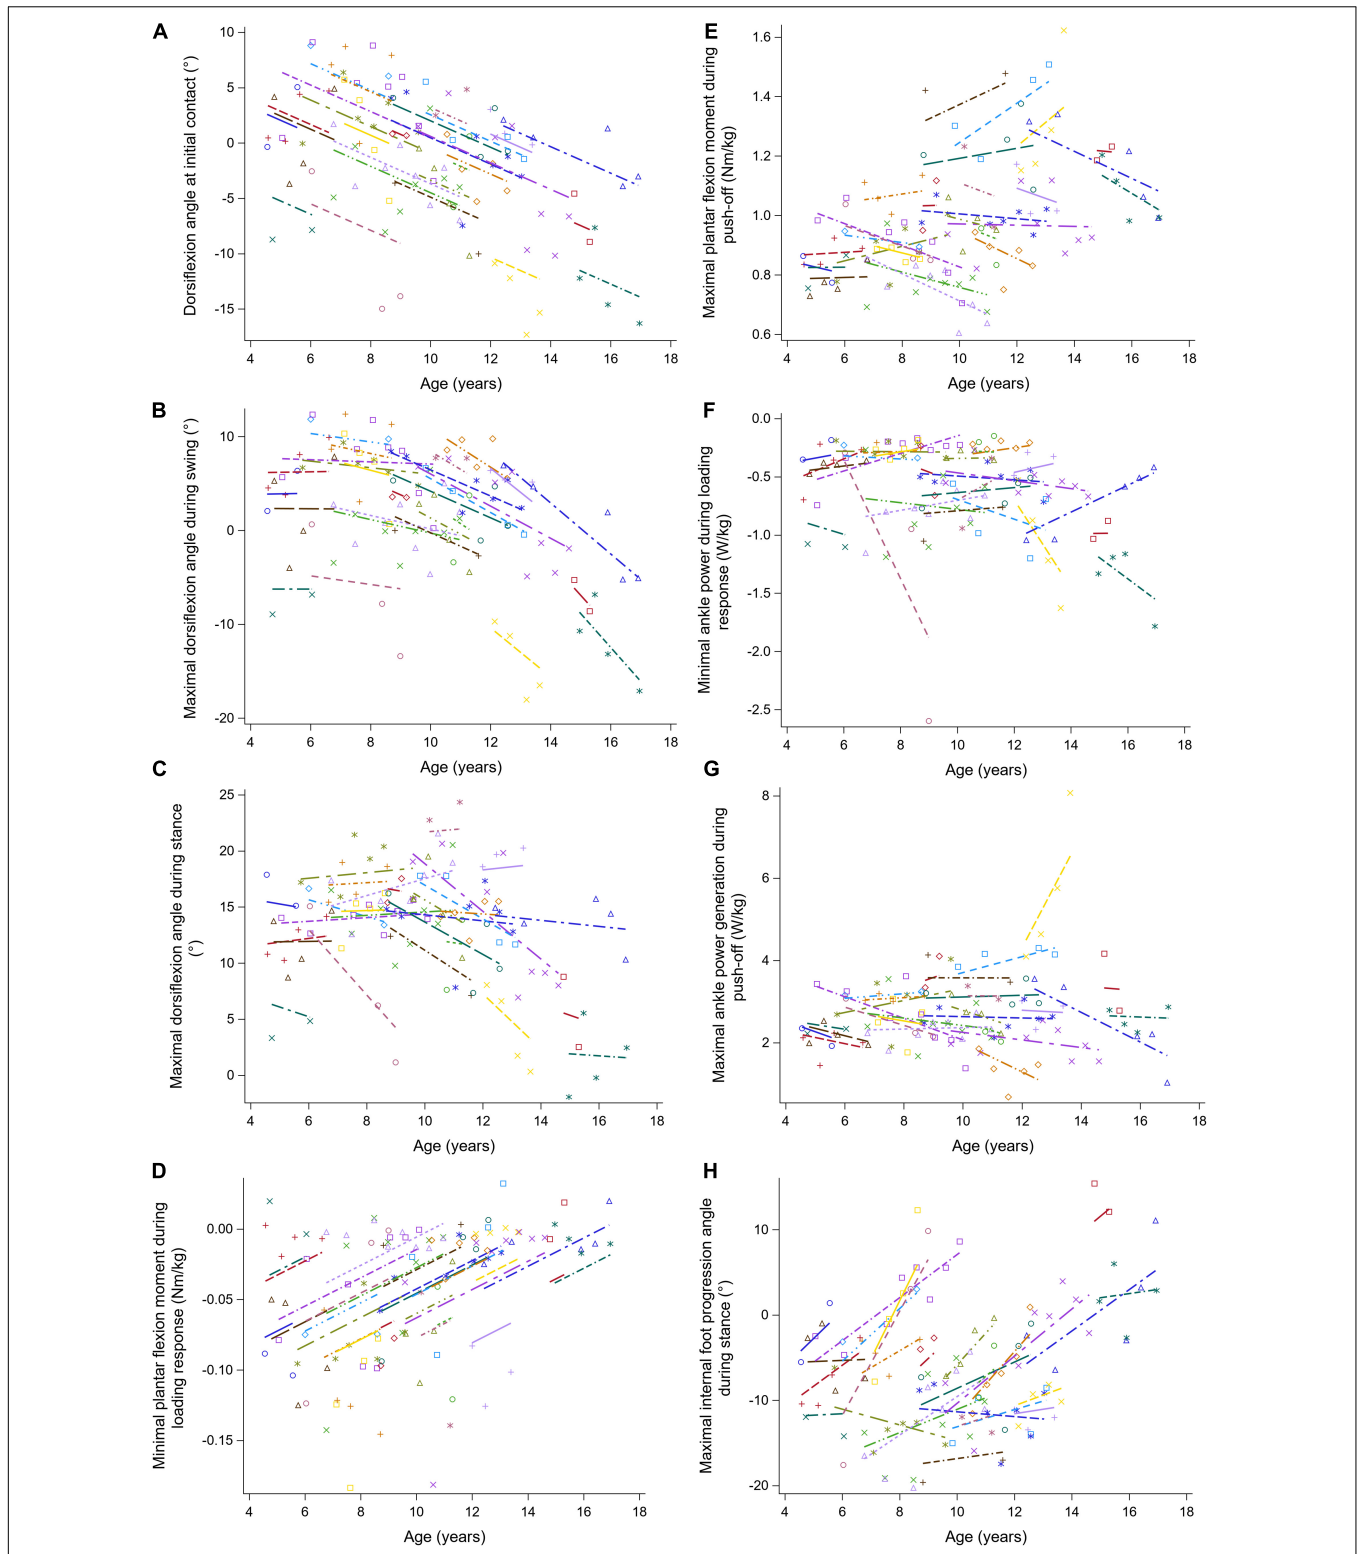 A
Dorsiflexion angle at initial contact (°)
10
5
0
-5
-10
-15
4 6 8 10 12 14 16 18
Age (years)
B
Maximal dorsiflexion angle during swing (°)
10
0
-10
-20
4 6 8 10 12 14 16 18
Age (years)
C
Maximal dorsiflexion angle during stance
(°)
25
20
15
10
5
0
4 6 8 10 12 14 16 18
Age (years)
D
Minimal plantar flexion moment during
loading response (Nm/kg)
0.00
-0.05
-0.10
-0.15
4 6 8 10 12 14 16 18
Age (years)
E
Maximal plantar flexion moment during
push-off (Nm/kg)
1.6
1.4
1.2
1.0
0.8
0.6
4 6 8 10 12 14 16 18
Age (years)
F
Minimal ankle power during loading
response (W/kg)
0.0
-0.5
-1.0
-1.5
-2.0
-2.5
4 6 8 10 12 14 16 18
Age (years)
G
Maximal ankle power generation during
push-off (W/kg)
8
6
4
2
4 6 8 10 12 14 16 18
Age (years)
H
Maximal internal foot progression angle
during stance (°)
10
0
-10
-20
4 6 8 10 12 14 16 18
Age (years)